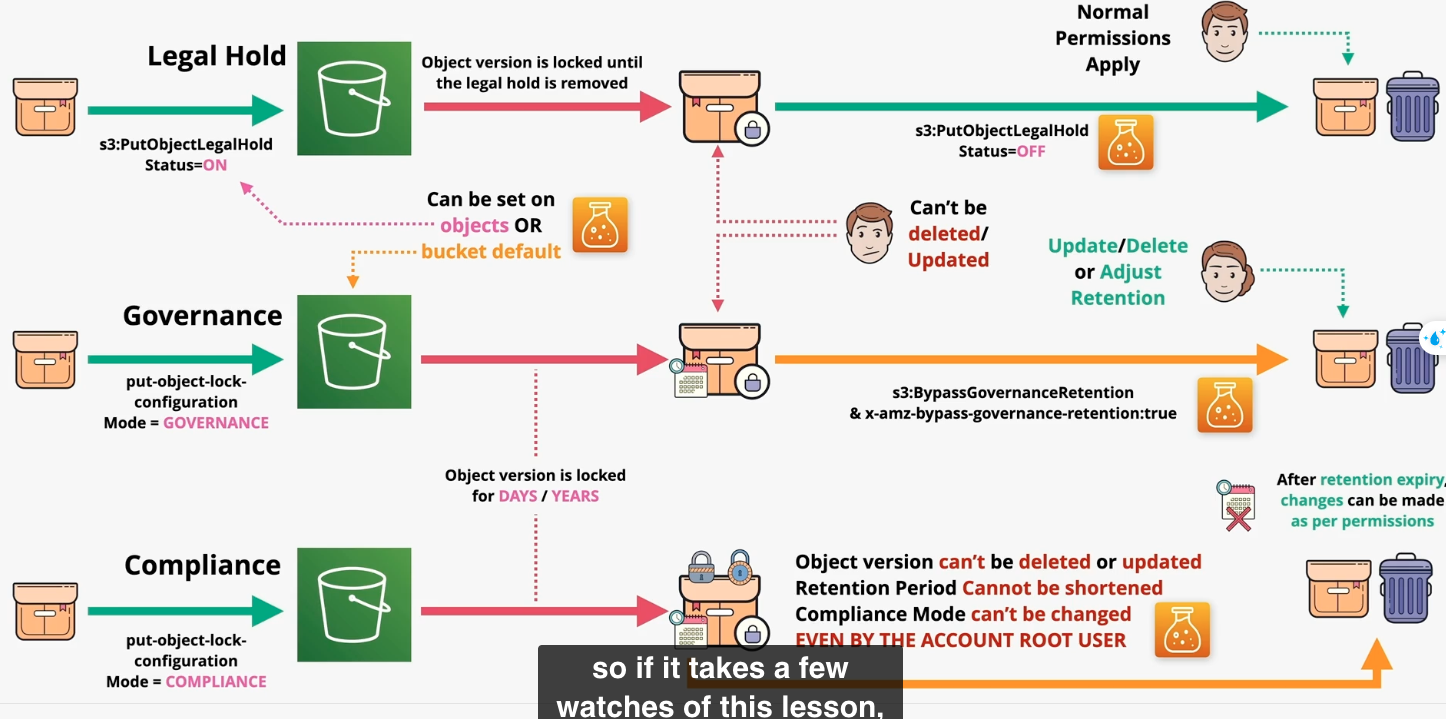 Legal Hold
s3:PutObjectLegalHold
Status=ON
Object version is locked until
the legal hold is removed
s3:PutObjectLegalHold
Status=OFF
Normal
Permissions
Apply
Can be set on
objects OR
bucket default
Can't be
deleted/
Updated
Update/Delete
or Adjust
Retention
Governance
put-object-lock-
configuration
Mode = GOVERNANCE
s3:BypassGovernanceRetention
& x-amz-bypass-governance-retention:true
Object version is locked
for DAYS / YEARS
After retention expiry,
changes can be made
as per permissions
Compliance
put-object-lock-
configuration
Mode = COMPLIANCE
Object version can't be deleted or updated
Retention Period Cannot be shortened
Compliance Mode can't be changed
EVEN BY THE ACCOUNT ROOT USER
so if it takes a few
watches of this lesson,